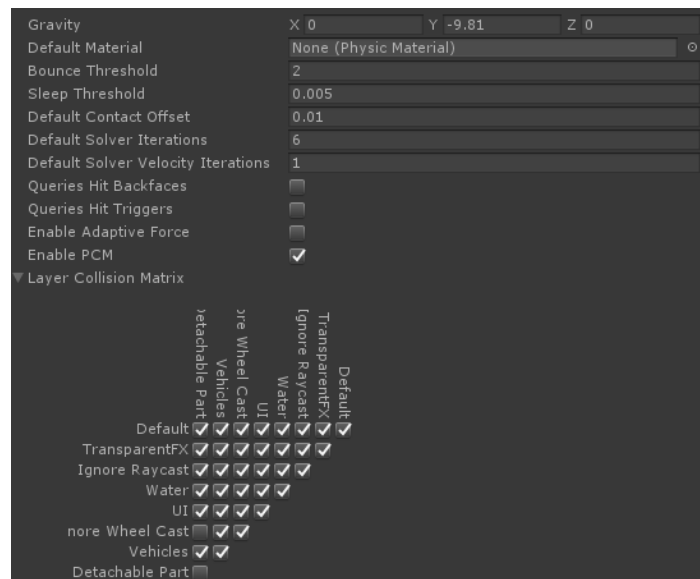 Gravity X 0 Y -9.81 Z 0
Default Material None (Physic Material)
Bounce Threshold 2
Sleep Threshold 0.005
Default Contact Offset 0.01
Default Solver Iterations 6
Default Solver Velocity Iterations 1
Queries Hit Backfaces
Queries Hit Triggers
Enable Adaptive Force
Enable PCM
Layer Collision Matrix
etachable Part
Vehicles
ore Wheel Cast
UI
Water
Ignore Raycast
TransparentFX
Default
Default
TransparentFX
Ignore Raycast
Water
UI
nore Wheel Cast
Vehicles
Detachable Part